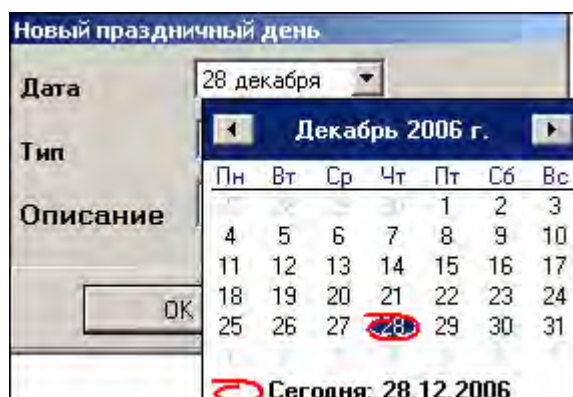 Новый праздничный день
Дата
28 декабря
Тип
Описание
OK
Декабрь 2006 г.
Пн Вт Ср Чт Пт Сб Вс
1 2 3
4 5 6 7 8 9 10
11 12 13 14 15 16 17
18 19 20 21 22 23 24
25 26 27 28 29 30 31
Сегодня: 28.12.2006